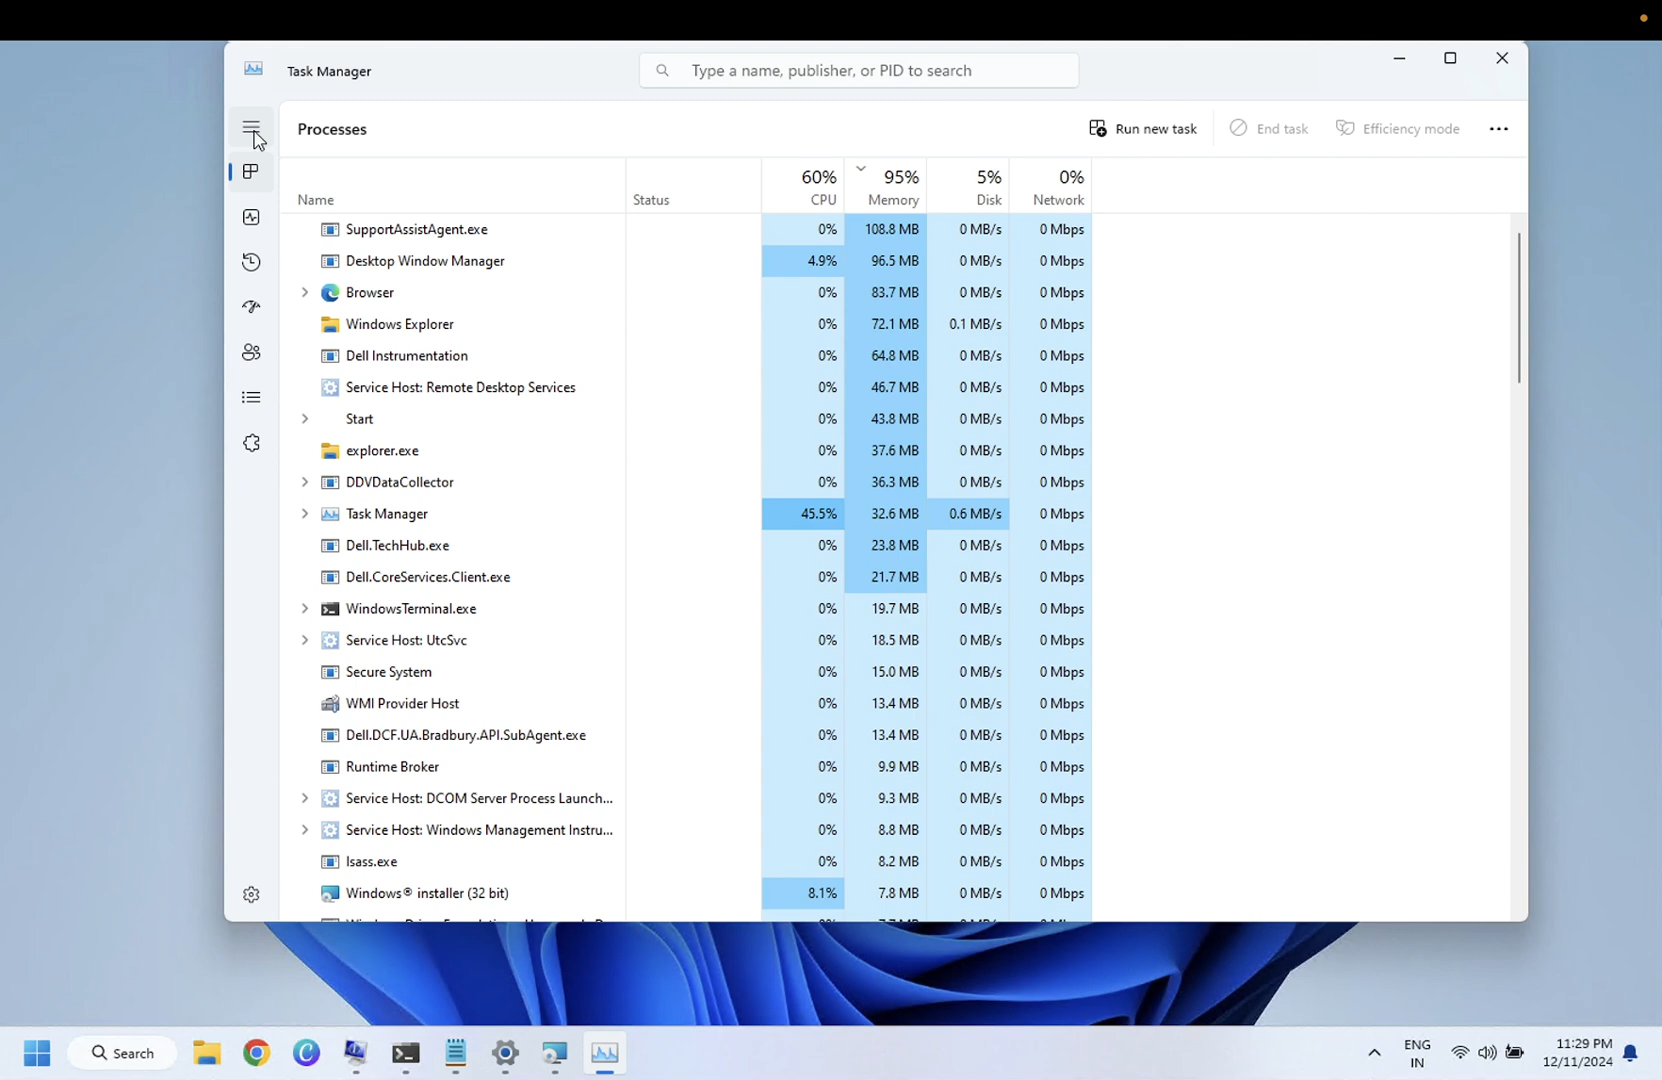 Task Manager
Type a name, publisher, or PID to search
Processes
Run new task
End task
Efficiency mode
60% 95% 5% 0%
Name Status CPU Memory Disk Network
SupportAssistAgent.exe 0% 108.8 MB 0 MB/s 0 Mbps
Desktop Window Manager 4.9% 96.5 MB 0 MB/s 0 Mbps
Browser 0% 83.7 MB 0 MB/s 0 Mbps
Windows Explorer 0% 72.1 MB 0.1 MB/s 0 Mbps
Dell Instrumentation 0% 64.8 MB 0 MB/s 0 Mbps
Service Host: Remote Desktop Services 0% 46.7 MB 0 MB/s 0 Mbps
Start 0% 43.8 MB 0 MB/s 0 Mbps
explorer.exe 0% 37.6 MB 0 MB/s 0 Mbps
DDVDataCollector 0% 36.3 MB 0 MB/s 0 Mbps
Task Manager 45.5% 32.6 MB 0.6 MB/s 0 Mbps
Dell.TechHub.exe 0% 23.8 MB 0 MB/s 0 Mbps
Dell.CoreServices.Client.exe 0% 21.7 MB 0 MB/s 0 Mbps
WindowsTerminal.exe 0% 19.7 MB 0 MB/s 0 Mbps
Service Host: UtcSvc 0% 18.5 MB 0 MB/s 0 Mbps
Secure System 0% 15.0 MB 0 MB/s 0 Mbps
WMI Provider Host 0% 13.4 MB 0 MB/s 0 Mbps
Dell.DCF.UA.Bradbury.API.SubAgent.exe 0% 13.4 MB 0 MB/s 0 Mbps
Runtime Broker 0% 9.9 MB 0 MB/s 0 Mbps
Service Host: DCOM Server Process Launch... 0% 9.3 MB 0 MB/s 0 Mbps
Service Host: Windows Management Instru... 0% 8.8 MB 0 MB/s 0 Mbps
lsass.exe 0% 8.2 MB 0 MB/s 0 Mbps
Windows® installer (32 bit) 8.1% 7.8 MB 0 MB/s 0 Mbps
Search
ENG
IN
11:29 PM
12/11/2024